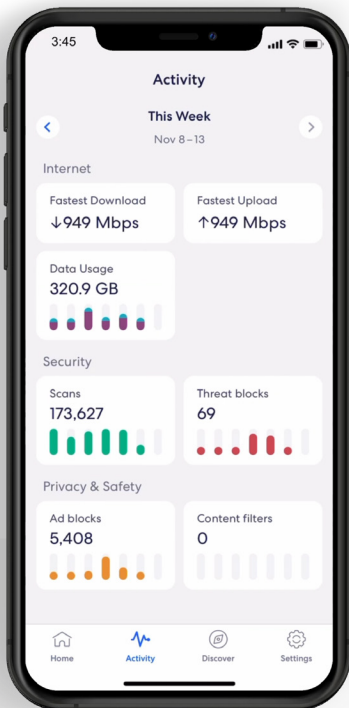 3:45
Activity
This Week
Nov 8–13
Internet
Fastest Download
↓949 Mbps
Fastest Upload
↑949 Mbps
Data Usage
320.9 GB
Security
Scans
173,627
Threat blocks
69
Privacy & Safety
Ad blocks
5,408
Content filters
0
Home
Activity
Discover
Settings